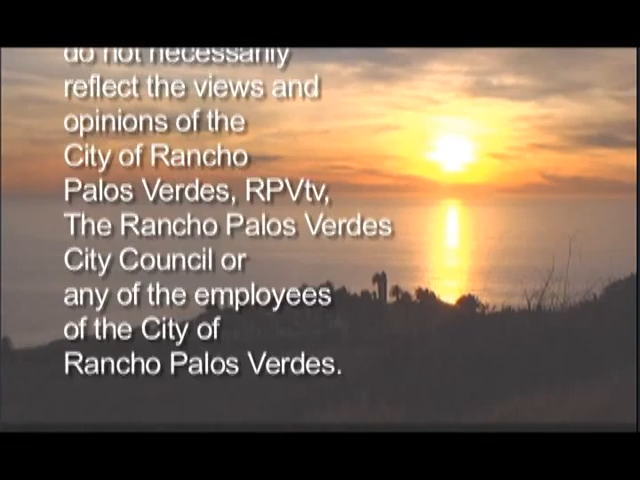 do not necessarily
reflect the views and
opinions of the
City of Rancho
Palos Verdes, RPVtv,
The Rancho Palos Verdes
City Council or
any of the employees
of the City of
Rancho Palos Verdes.